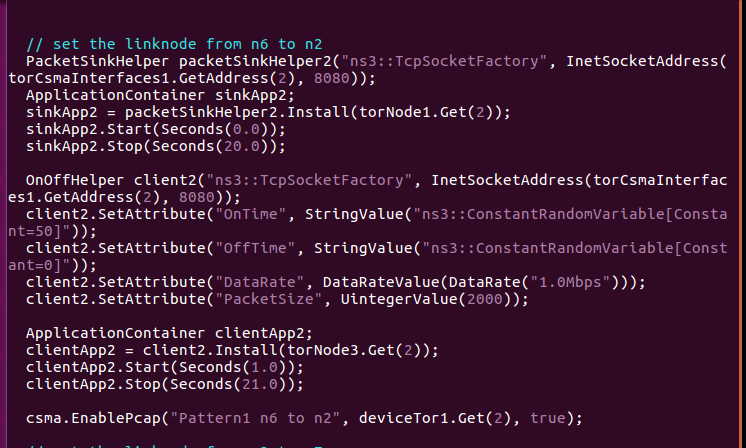 // set the linknode from n6 to n2
PacketSinkHelper packetSinkHelper2("ns3::TcpSocketFactory", InetSocketAddress(
torCsmaInterfaces1.GetAddress(2), 8080));
ApplicationContainer sinkApp2;
sinkApp2 = packetSinkHelper2.Install(torNode1.Get(2));
sinkApp2.Start(Seconds(0.0));
sinkApp2.Stop(Seconds(20.0));
OnOffHelper client2("ns3::TcpSocketFactory", InetSocketAddress(torCsmaInterfac
es1.GetAddress(2), 8080));
client2.SetAttribute("OnTime", StringValue("ns3::ConstantRandomVariable[Consta
nt=50]"));
client2.SetAttribute("OffTime", StringValue("ns3::ConstantRandomVariable[Const
ant=0]"));
client2.SetAttribute("DataRate", DataRateValue(DataRate("1.0Mbps")));
client2.SetAttribute("PacketSize", UintegerValue(2000));
ApplicationContainer clientApp2;
clientApp2 = client2.Install(torNode3.Get(2));
clientApp2.Start(Seconds(1.0));
clientApp2.Stop(Seconds(21.0));
csma.EnablePcap("Pattern1 n6 to n2", deviceTor1.Get(2), true);